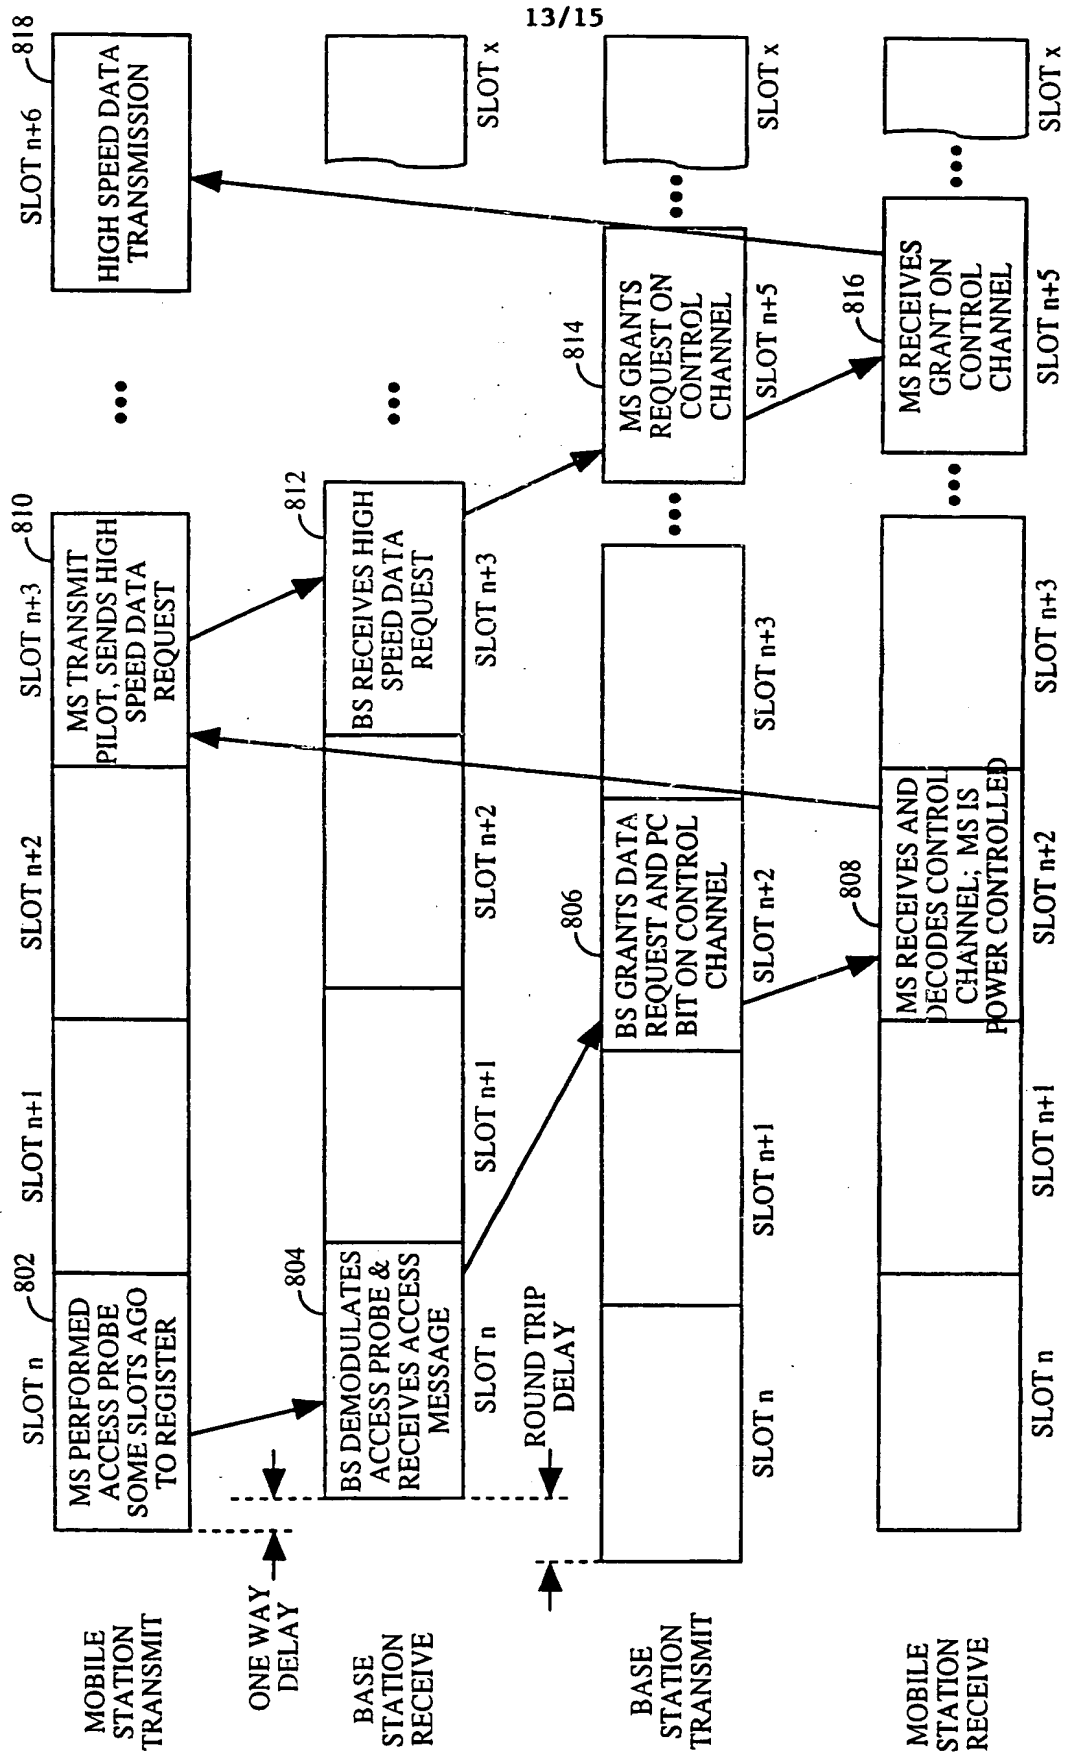 13/15
MOBILE
STATION
TRANSMIT
SLOT n
802
MS PERFORMED
ACCESS PROBE
SOME SLOTS AGO
TO REGISTER
SLOT n+1
SLOT n+2
SLOT n+3
810
MS TRANSMIT
PILOT, SENDS HIGH
SPEED DATA
REQUEST
•••
SLOT n+6
818
HIGH SPEED DATA
TRANSMISSION
ONE WAY
DELAY
BASE
STATION
RECEIVE
804
BS DEMODULATES
ACCESS PROBE &
RECEIVES ACCESS
MESSAGE
SLOT n
SLOT n+1
SLOT n+2
812
BS RECEIVES HIGH
SPEED DATA
REQUEST
SLOT n+3
•••
SLOT x
ROUND TRIP
DELAY
BASE
STATION
TRANSMIT
SLOT n
SLOT n+1
806
BS GRANTS DATA
REQUEST AND PC
BIT ON CONTROL
CHANNEL
SLOT n+2
SLOT n+3
•••
814
MS GRANTS
REQUEST ON
CONTROL
CHANNEL
SLOT n+5
•••
SLOT x
MOBILE
STATION
RECEIVE
SLOT n
SLOT n+1
808
MS RECEIVES AND
DECODES CONTROL
CHANNEL; MS IS
POWER CONTROLLED
SLOT n+2
SLOT n+3
•••
816
MS RECEIVES
GRANT ON
CONTROL
CHANNEL
SLOT n+5
•••
SLOT x